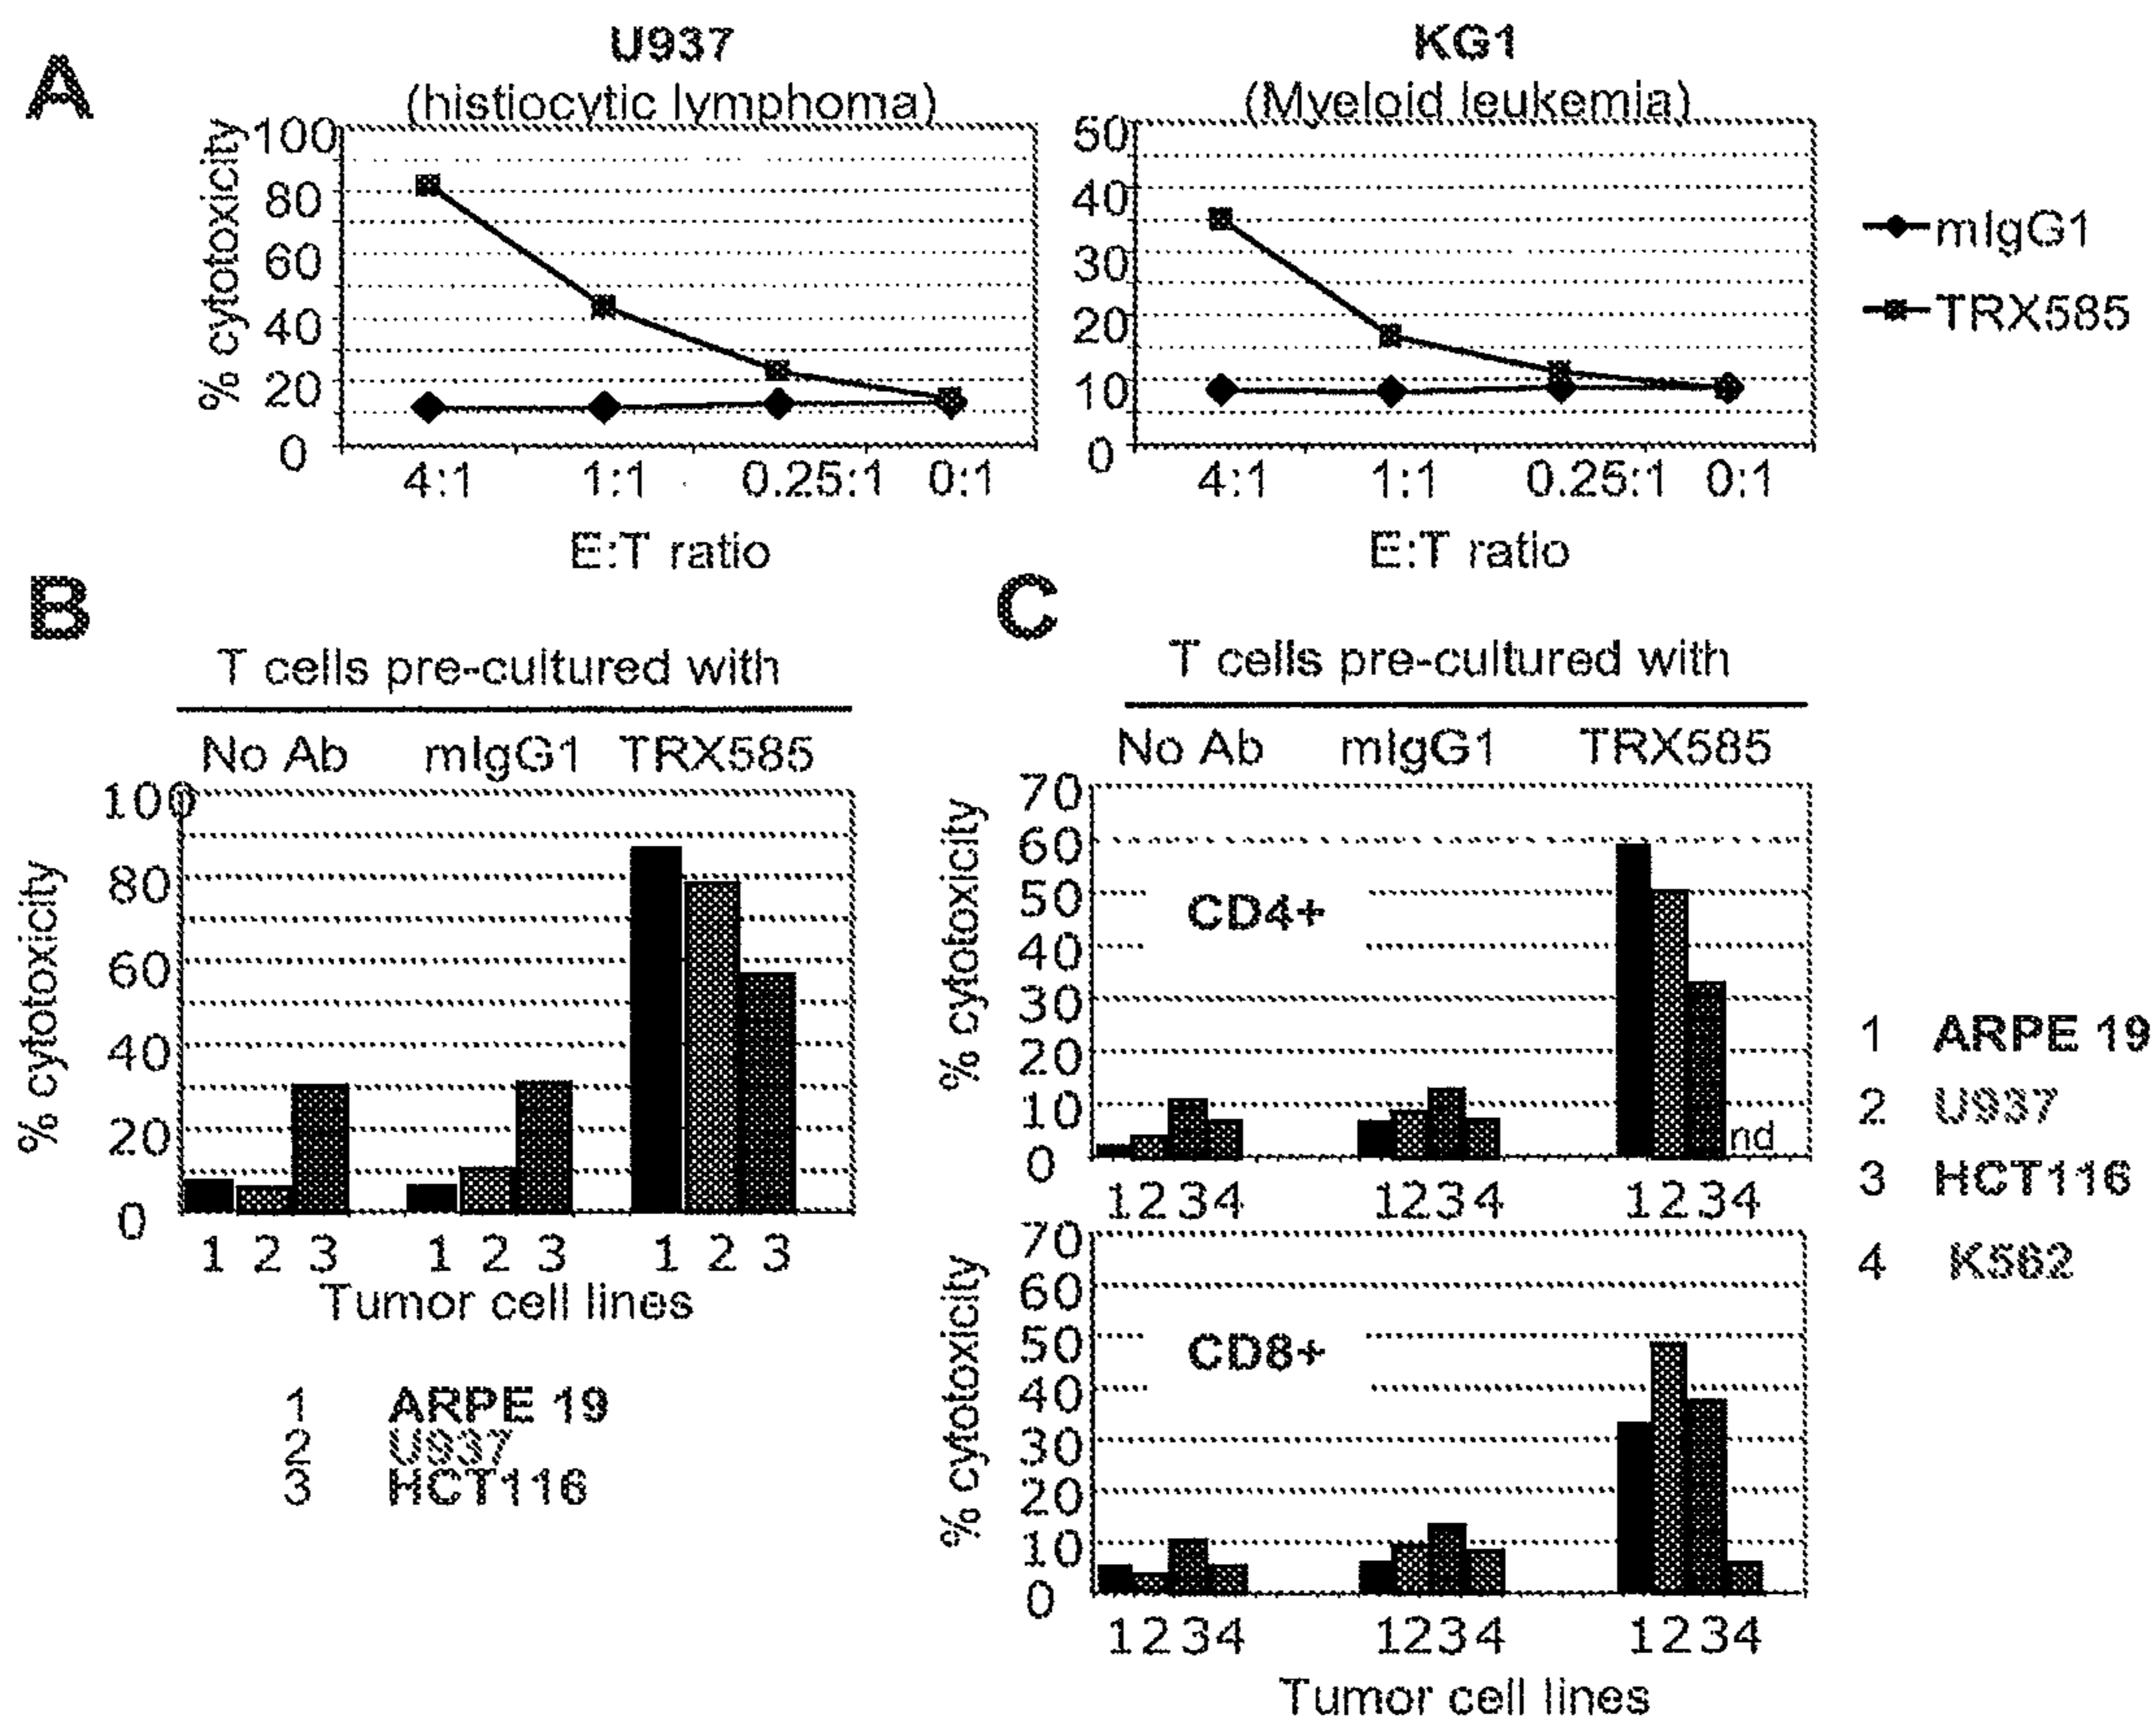 A
U937
(histiocytic lymphoma)
% cytotoxicity
100
80
60
40
20
0
4:1 1:1 0.25:1 0:1
E:T ratio
KG1
(Myeloid leukemia)
50
40
30
20
10
0
4:1 1:1 0.25:1 0:1
E:T ratio
mIgG1
TRX585
B
T cells pre-cultured with
No Ab mIgG1 TRX585
% cytotoxicity
100
80
60
40
20
0
1 2 3 1 2 3 1 2 3
Tumor cell lines
1 ARPE 19
2 U937
3 HCT116
C
T cells pre-cultured with
No Ab mIgG1 TRX585
% cytotoxicity
70
60
50
40
30
20
10
0
CD4+
nd
1234 1234 1234
% cytotoxicity
70
60
50
40
30
20
10
0
CD8+
1234 1234 1234
Tumor cell lines
1 ARPE 19
2 U937
3 HCT116
4 K562